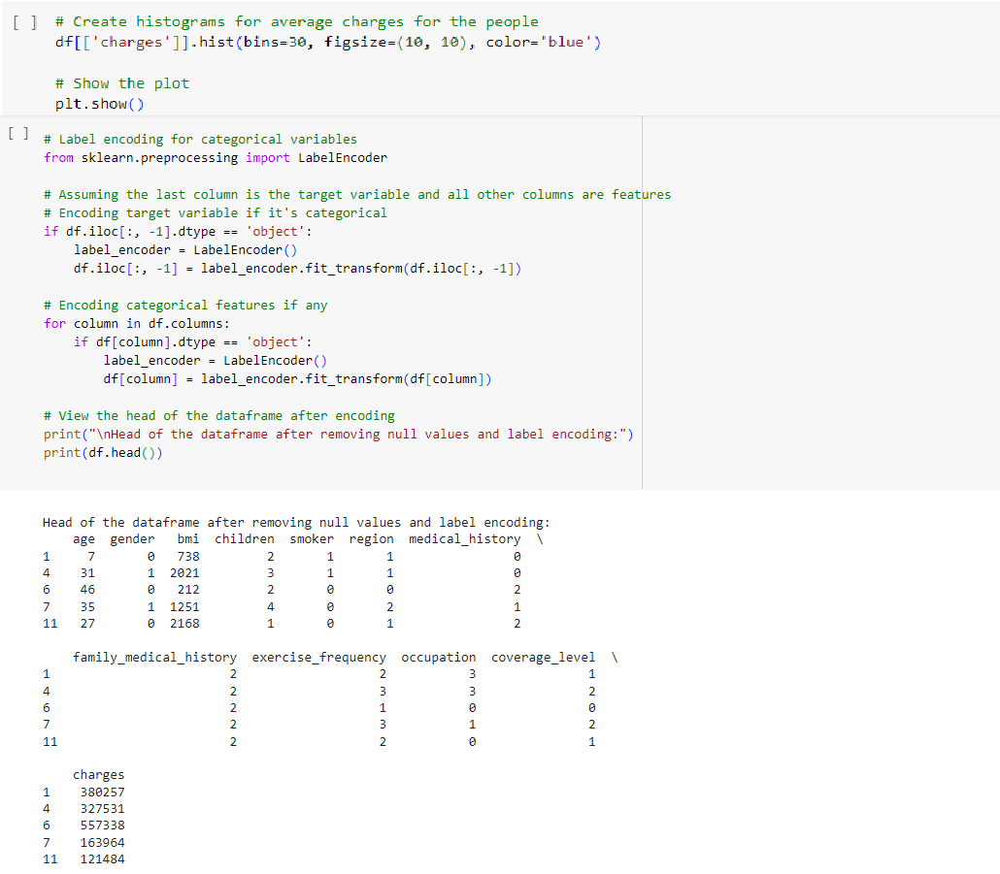 [ ] # Create histograms for average charges for the people
df[['charges']].hist(bins=30, figsize=(10, 10), color='blue')
# Show the plot
plt.show()
[ ] # Label encoding for categorical variables
from sklearn.preprocessing import LabelEncoder
# Assuming the last column is the target variable and all other columns are features
# Encoding target variable if it's categorical
if df.iloc[:, -1].dtype == 'object':
    label_encoder = LabelEncoder()
    df.iloc[:, -1] = label_encoder.fit_transform(df.iloc[:, -1])
# Encoding categorical features if any
for column in df.columns:
    if df[column].dtype == 'object':
        label_encoder = LabelEncoder()
        df[column] = label_encoder.fit_transform(df[column])
# View the head of the dataframe after encoding
print("\nHead of the dataframe after removing null values and label encoding:")
print(df.head())
Head of the dataframe after removing null values and label encoding:
    age  gender   bmi  children  smoker  region  medical_history  \
1     7       0   738         2       1       1                0
4    31       1  2021         3       1       1                0
6    46       0   212         2       0       0                2
7    35       1  1251         4       0       2                1
11   27       0  2168         1       0       1                2
    family_medical_history  exercise_frequency  occupation  coverage_level  \
1                        2                   2           3               1
4                        2                   3           3               2
6                        2                   1           0               0
7                        2                   3           1               2
11                       2                   2           0               1
    charges
1    380257
4    327531
6    557338
7    163964
11   121484